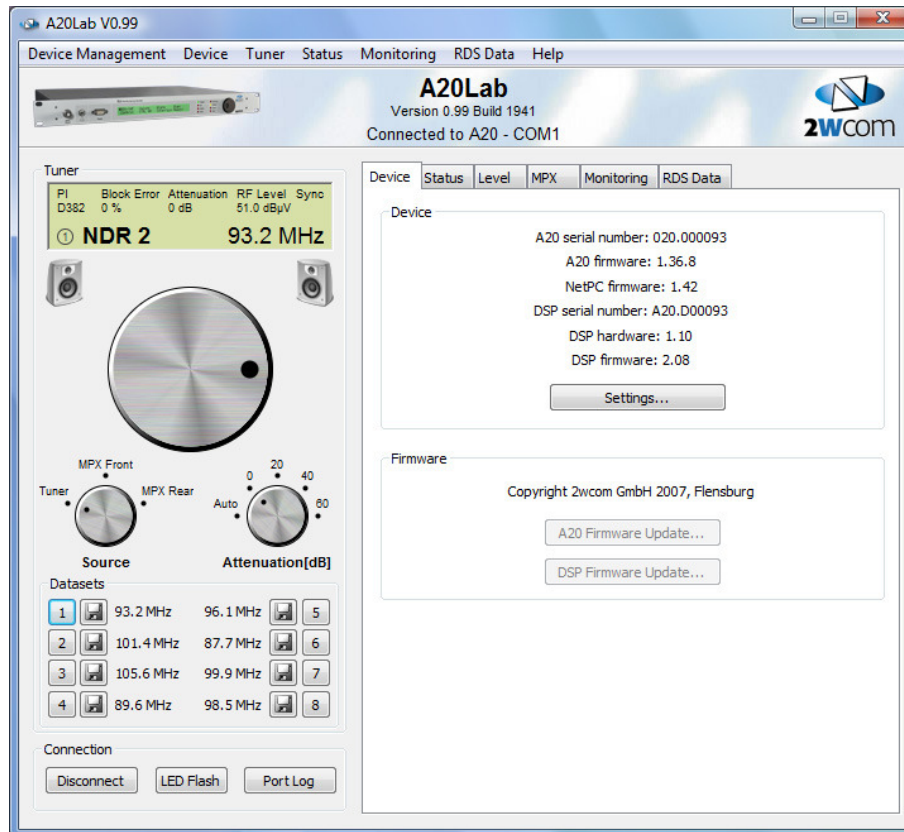 A20Lab V0.99
Device Management Device Tuner Status Monitoring RDS Data Help
A20Lab
Version 0.99 Build 1941
Connected to A20 - COM1
2wcom
Tuner
PI Block Error Attenuation RF Level Sync
D382 0 % 0 dB 51.0 dBµV
① NDR 2 93.2 MHz
MPX Front
Tuner MPX Rear
Source
20
0 40
Auto 60
Attenuation[dB]
Datasets
1 93.2 MHz 96.1 MHz 5
2 101.4 MHz 87.7 MHz 6
3 105.6 MHz 99.9 MHz 7
4 89.6 MHz 98.5 MHz 8
Connection
Disconnect LED Flash Port Log
Device Status Level MPX Monitoring RDS Data
Device
A20 serial number: 020.000093
A20 firmware: 1.36.8
NetPC firmware: 1.42
DSP serial number: A20.D00093
DSP hardware: 1.10
DSP firmware: 2.08
Settings...
Firmware
Copyright 2wcom GmbH 2007, Flensburg
A20 Firmware Update...
DSP Firmware Update...